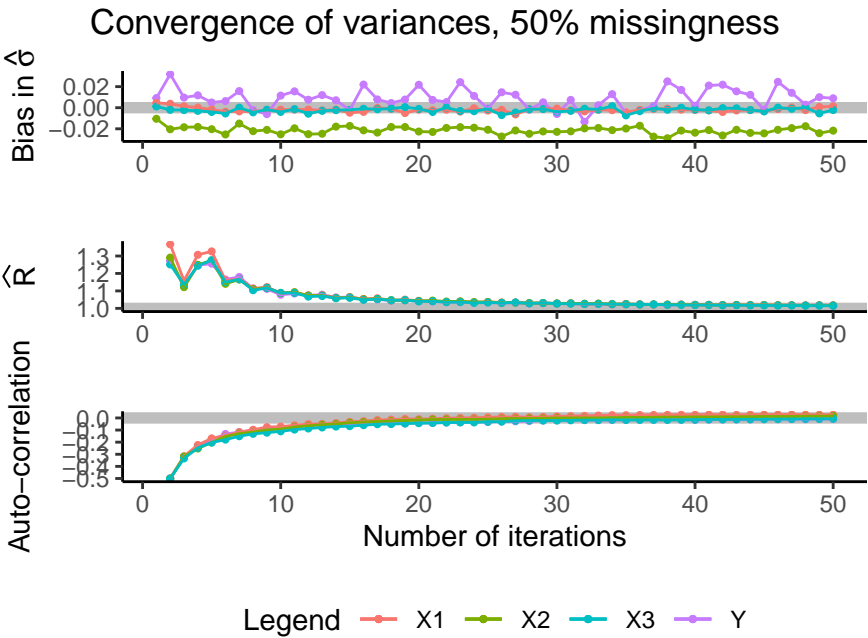 Convergence of variances, 50% missingness
Bias in σ̂
0.02
0.00
−0.02
0 10 20 30 40 50
R̂
1.3
1.2
1.1
1.0
0 10 20 30 40 50
Auto−correlation
0.0
−0.1
−0.2
−0.3
−0.4
−0.5
0 10 20 30 40 50
Number of iterations
Legend X1 X2 X3 Y